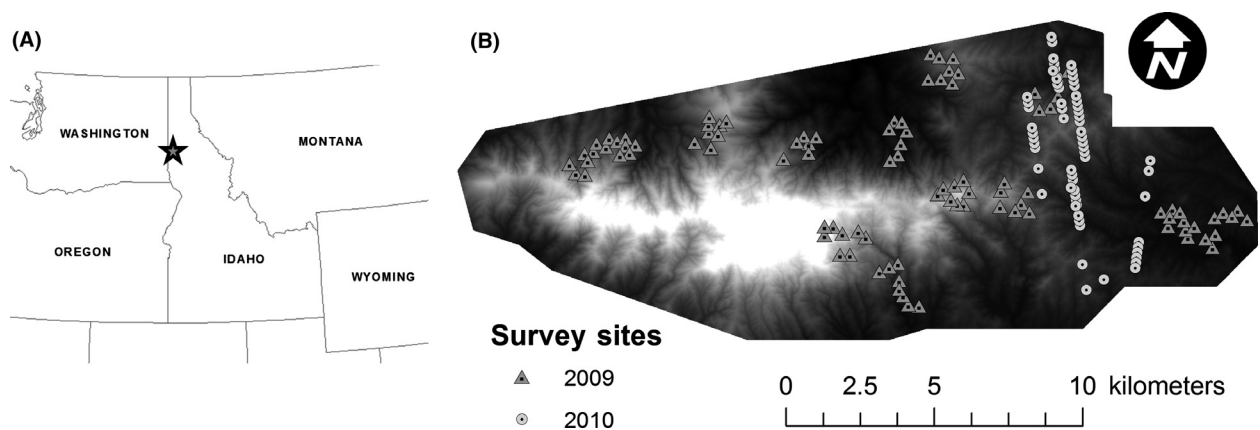 (A)
WASHINGTON
MONTANA
OREGON
IDAHO
WYOMING
(B)
N
Survey sites
2009
2010
0 2.5 5 10 kilometers